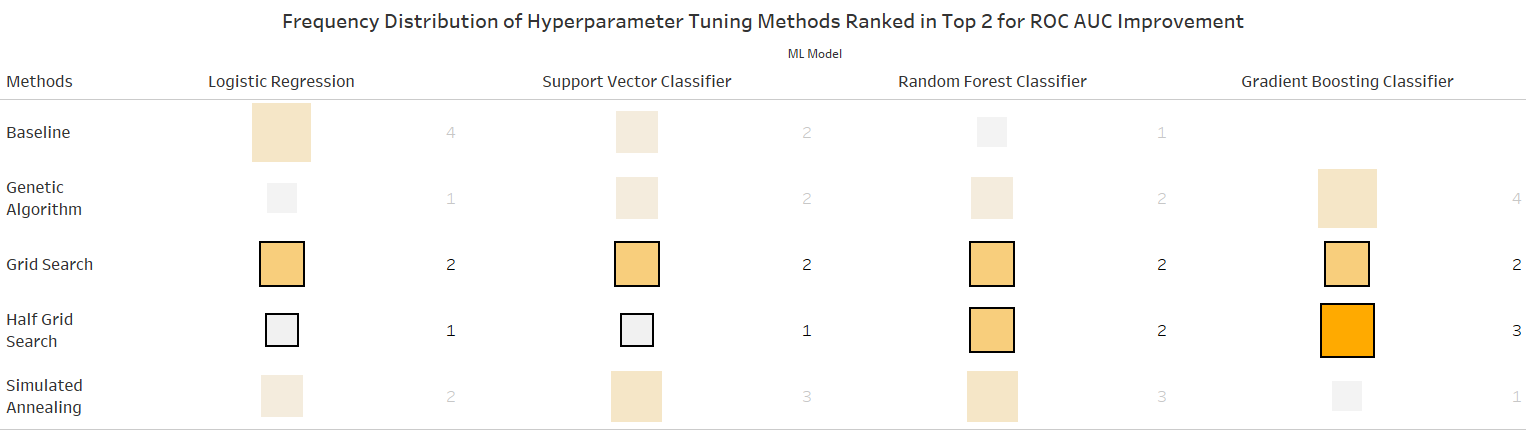 Frequency Distribution of Hyperparameter Tuning Methods Ranked in Top 2 for ROC AUC Improvement
ML Model
Methods Logistic Regression Support Vector Classifier Random Forest Classifier Gradient Boosting Classifier
Baseline 4 2 1
Genetic
Algorithm 1 2 2 4
Grid Search 2 2 2 2
Half Grid
Search 1 1 2 3
Simulated
Annealing 2 3 3 1